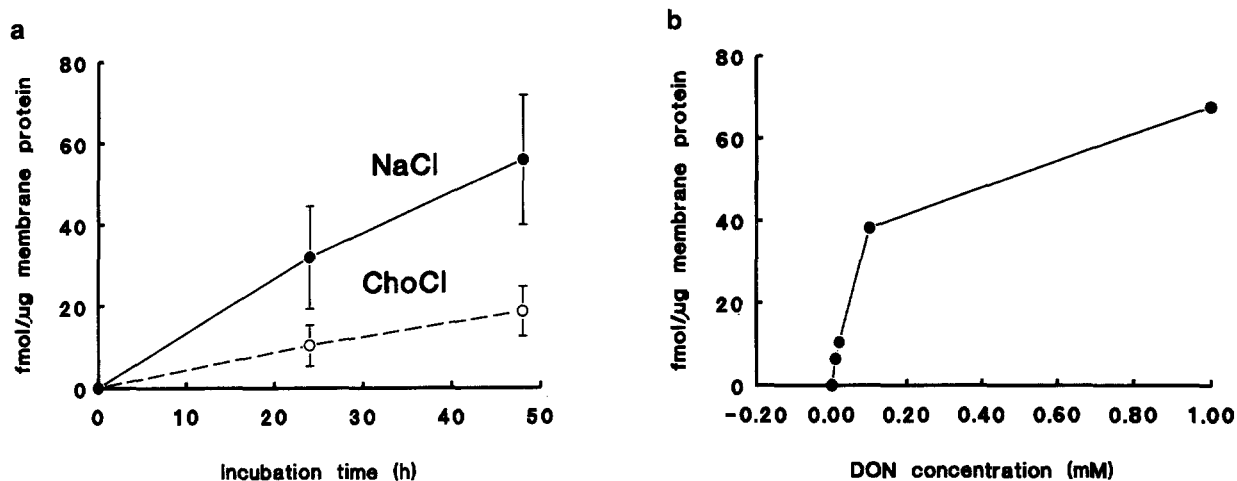 a
fmol/µg membrane protein
80
60
40
20
0
NaCl
ChoCl
0 10 20 30 40 50
Incubation time (h)
b
fmol/µg membrane protein
80
60
40
20
0
-0.20 0.00 0.20 0.40 0.60 0.80 1.00
DON concentration (mM)